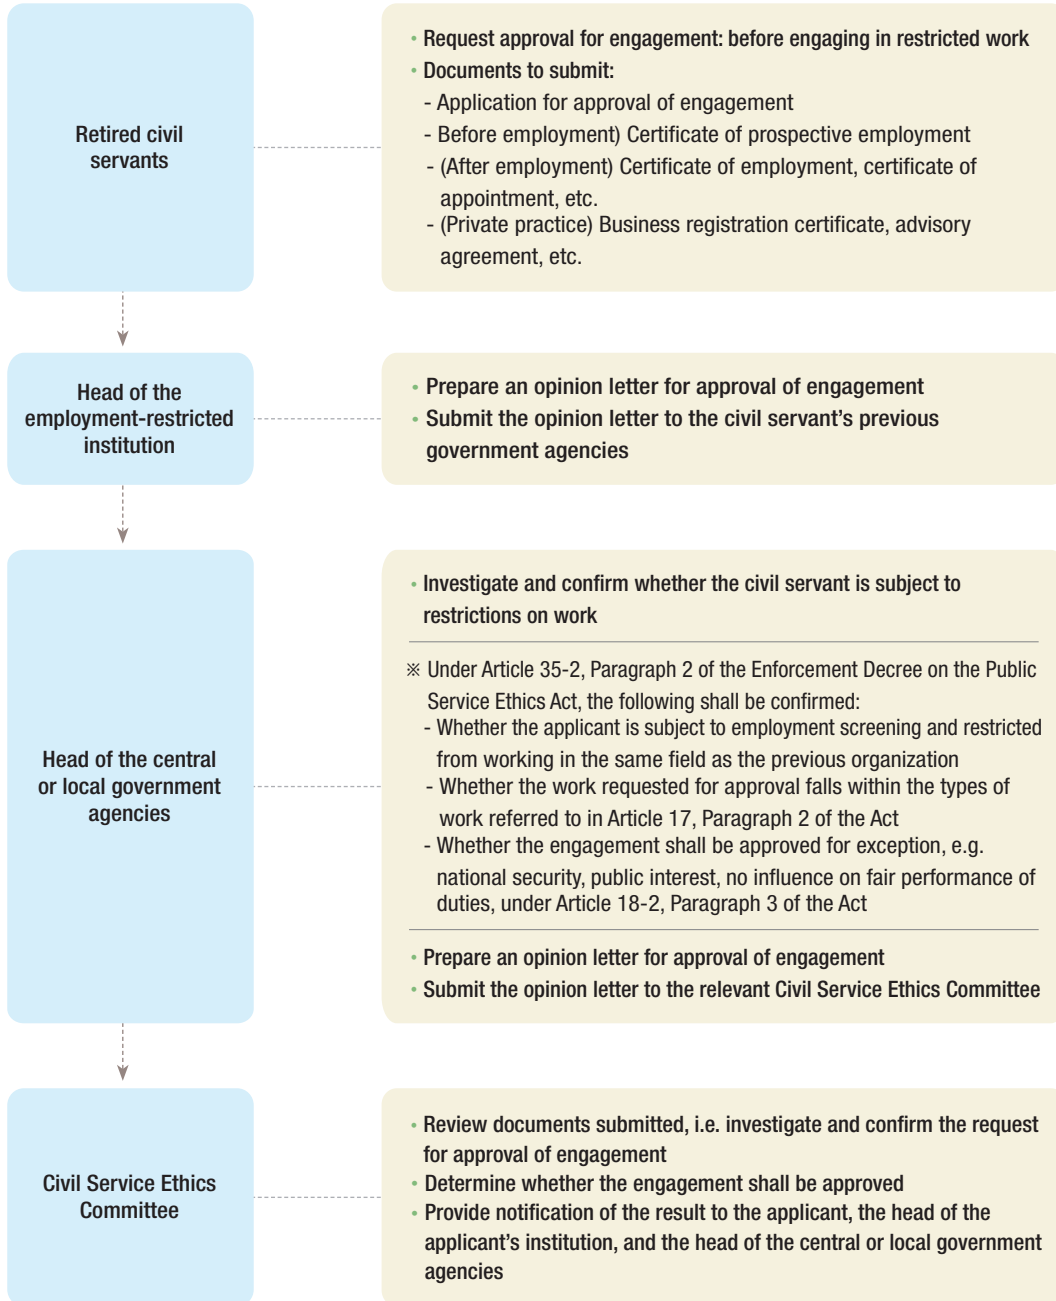 Retired civil
servants
• Request approval for engagement: before engaging in restricted work
• Documents to submit:
- Application for approval of engagement
- Before employment) Certificate of prospective employment
- (After employment) Certificate of employment, certificate of
appointment, etc.
- (Private practice) Business registration certificate, advisory
agreement, etc.
Head of the
employment-restricted
institution
• Prepare an opinion letter for approval of engagement
• Submit the opinion letter to the civil servant's previous
government agencies
Head of the central
or local government
agencies
• Investigate and confirm whether the civil servant is subject to
restrictions on work
※ Under Article 35-2, Paragraph 2 of the Enforcement Decree on the Public
Service Ethics Act, the following shall be confirmed:
- Whether the applicant is subject to employment screening and restricted
from working in the same field as the previous organization
- Whether the work requested for approval falls within the types of
work referred to in Article 17, Paragraph 2 of the Act
- Whether the engagement shall be approved for exception, e.g.
national security, public interest, no influence on fair performance of
duties, under Article 18-2, Paragraph 3 of the Act
• Prepare an opinion letter for approval of engagement
• Submit the opinion letter to the relevant Civil Service Ethics Committee
Civil Service Ethics
Committee
• Review documents submitted, i.e. investigate and confirm the request
for approval of engagement
• Determine whether the engagement shall be approved
• Provide notification of the result to the applicant, the head of the
applicant's institution, and the head of the central or local government
agencies